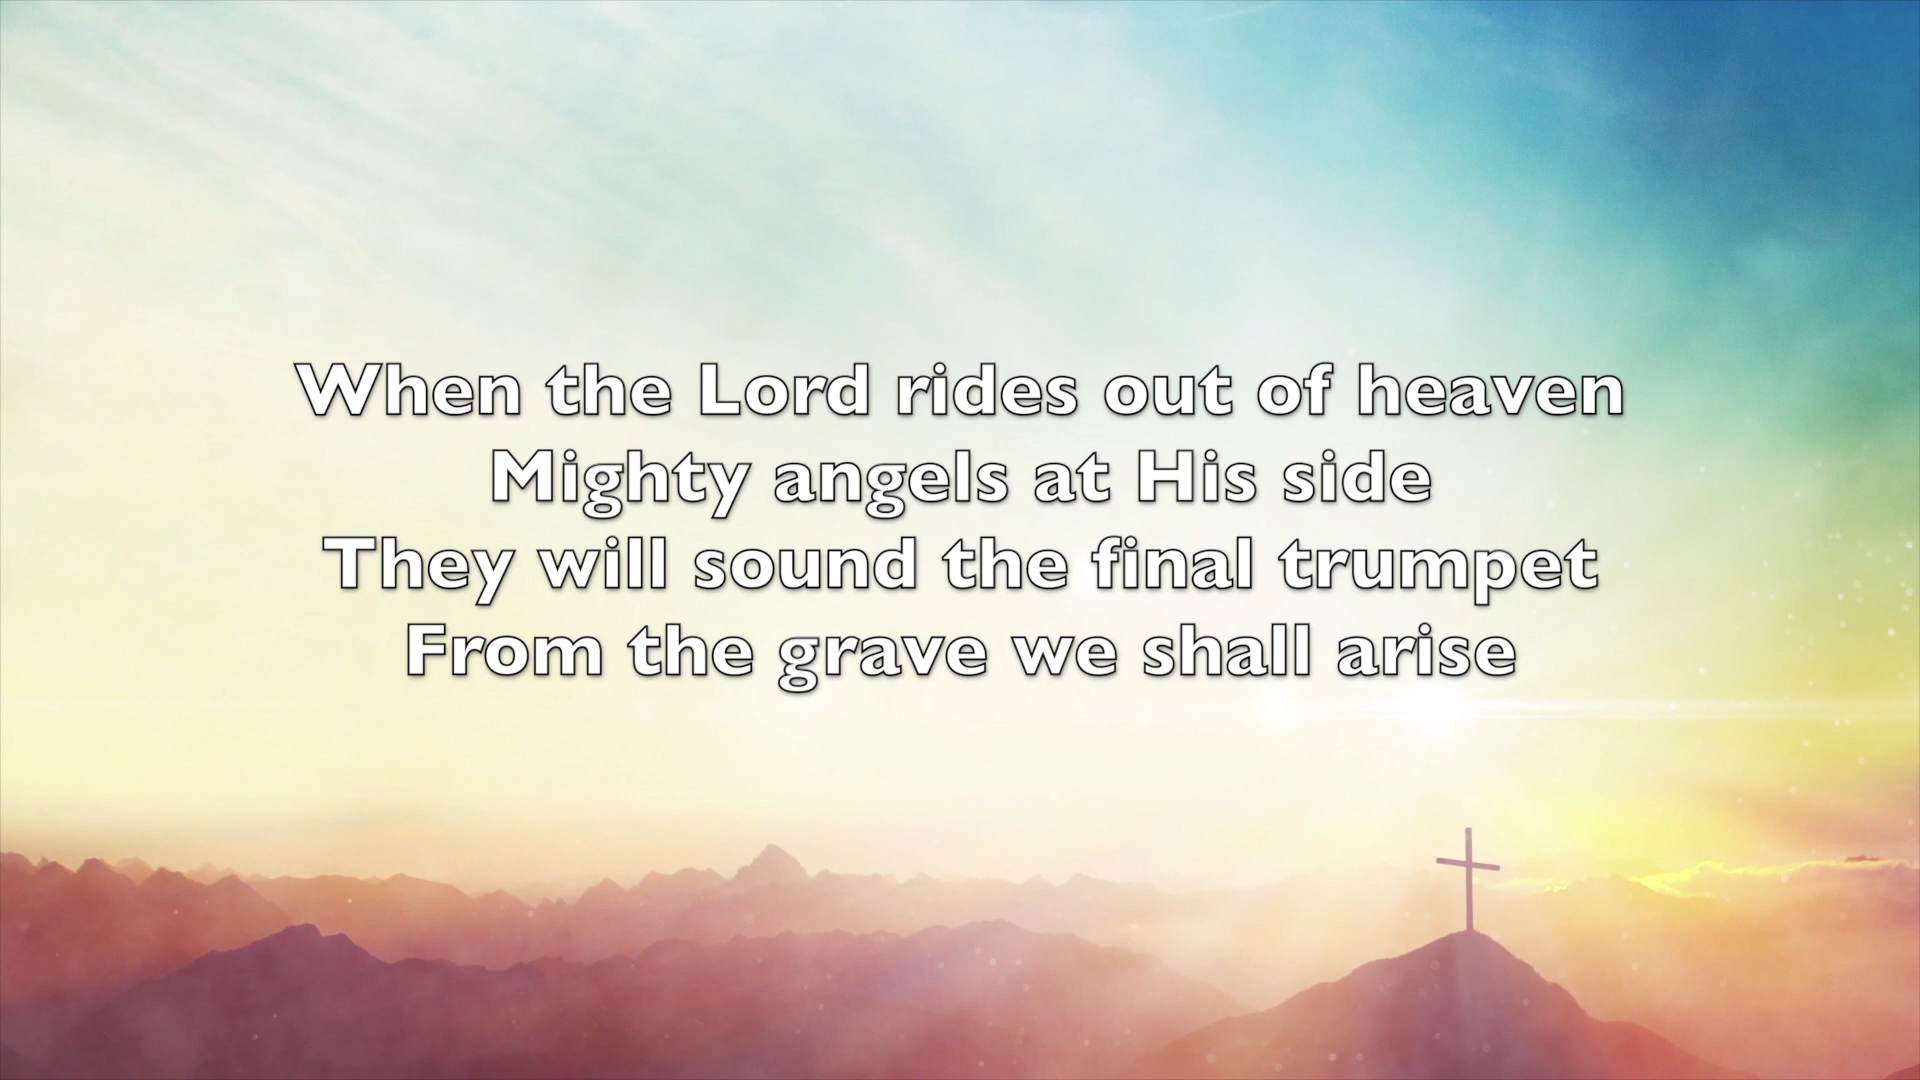 When the Lord rides out of heaven
Mighty angels at His side
They will sound the final trumpet
From the grave we shall arise